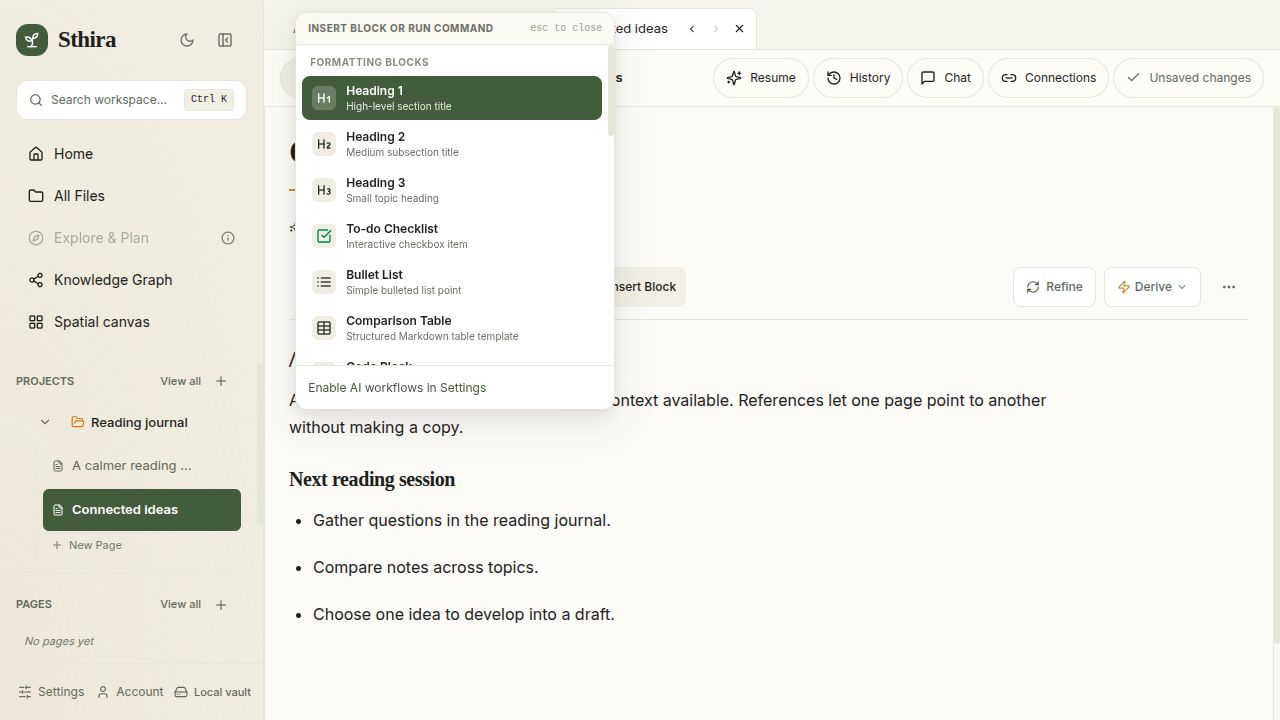 Sthira
Search workspace...
Ctrl K
Home
All Files
Explore & Plan
Knowledge Graph
Spatial canvas
PROJECTS
View all
Reading journal
A calmer reading ...
Connected ideas
New Page
PAGES
View all
No pages yet
Settings
Account
Local vault
ideas
Resume
History
Chat
Connections
Unsaved changes
INSERT BLOCK OR RUN COMMAND
esc to close
FORMATTING BLOCKS
H1
Heading 1
High-level section title
H2
Heading 2
Medium subsection title
H3
Heading 3
Small topic heading
To-do Checklist
Interactive checkbox item
Bullet List
Simple bulleted list point
Comparison Table
Structured Markdown table template
Enable AI workflows in Settings
Block
Refine
Derive
/
available. References let one page point to another
without making a copy.
Next reading session
• Gather questions in the reading journal.
• Compare notes across topics.
• Choose one idea to develop into a draft.